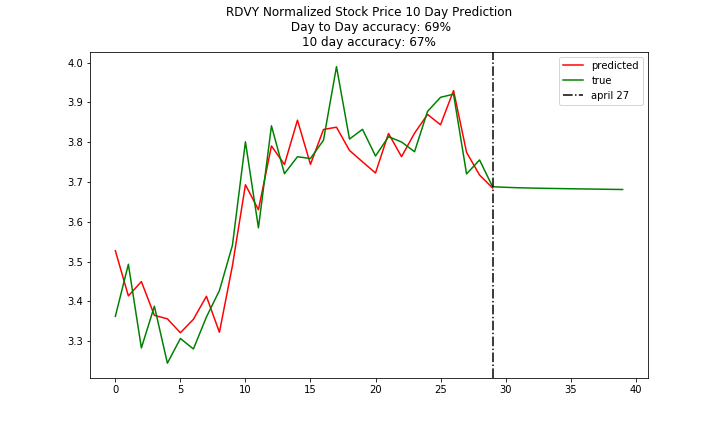 RDVY Normalized Stock Price 10 Day Prediction
Day to Day accuracy: 69%
10 day accuracy: 67%
predicted
true
april 27
4.0
3.9
3.8
3.7
3.6
3.5
3.4
3.3
0 5 10 15 20 25 30 35 40